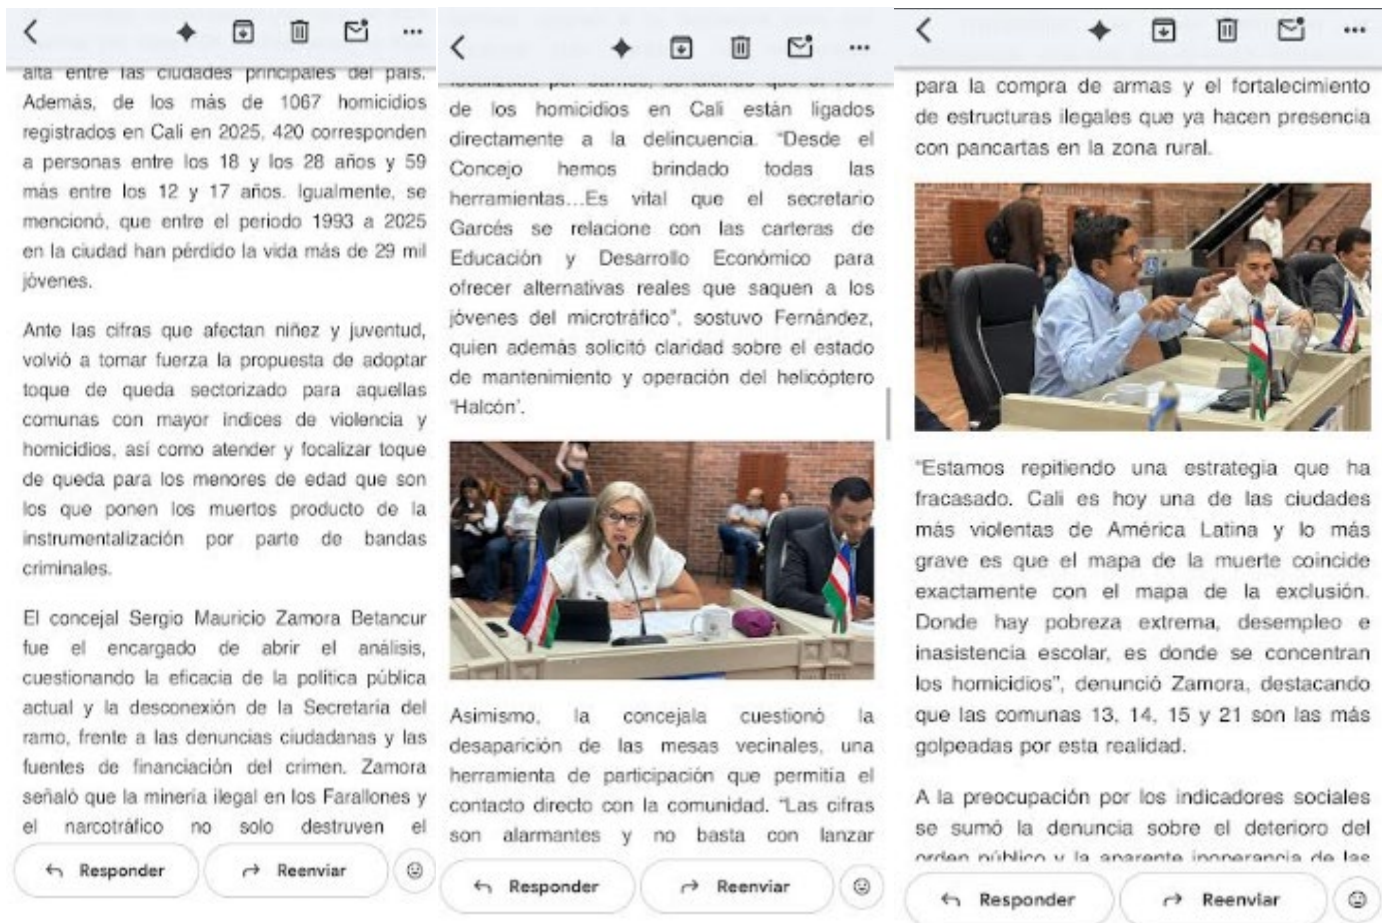 alta entre las ciudades principales del país.
Además, de los más de 1067 homicidios
registrados en Cali en 2025, 420 corresponden
a personas entre los 18 y los 28 años y 59
más entre los 12 y 17 años. Igualmente, se
mencionó, que entre el periodo 1993 a 2025
en la ciudad han pérdido la vida más de 29 mil
jóvenes.
Ante las cifras que afectan niñez y juventud,
volvió a tomar fuerza la propuesta de adoptar
toque de queda sectorizado para aquellas
comunas con mayor índices de violencia y
homicidios, así como atender y focalizar toque
de queda para los menores de edad que son
los que ponen los muertos producto de la
instrumentalización por parte de bandas
criminales.
El concejal Sergio Mauricio Zamora Betancur
fue el encargado de abrir el análisis,
cuestionando la eficacia de la política pública
actual y la desconexión de la Secretaría del
ramo, frente a las denuncias ciudadanas y las
fuentes de financiación del crimen. Zamora
señaló que la minería ilegal en los Farallones y
el narcotráfico no solo destruven el
Responder
Reenviar
de los homicidios en Cali están ligados
directamente a la delincuencia. “Desde el
Concejo hemos brindado todas las
herramientas...Es vital que el secretario
Garcés se relacione con las carteras de
Educación y Desarrollo Económico para
ofrecer alternativas reales que saquen a los
jóvenes del microtráfico”, sostuvo Fernández,
quien además solicitó claridad sobre el estado
de mantenimiento y operación del helicóptero
‘Halcón’.
Asimismo, la concejala cuestionó la
desaparición de las mesas vecinales, una
herramienta de participación que permitía el
contacto directo con la comunidad. “Las cifras
son alarmantes y no basta con lanzar
Responder
Reenviar
para la compra de armas y el fortalecimiento
de estructuras ilegales que ya hacen presencia
con pancartas en la zona rural.
“Estamos repitiendo una estrategia que ha
fracasado. Cali es hoy una de las ciudades
más violentas de América Latina y lo más
grave es que el mapa de la muerte coincide
exactamente con el mapa de la exclusión.
Donde hay pobreza extrema, desempleo e
inasistencia escolar, es donde se concentran
los homicidios”, denunció Zamora, destacando
que las comunas 13, 14, 15 y 21 son las más
golpeadas por esta realidad.
A la preocupación por los indicadores sociales
se sumó la denuncia sobre el deterioro del
orden público y la aparente inoperancia de las
Responder
Reenviar